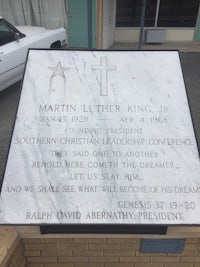 MARTIN LUTHER KING, JR.
JAN. 15, 1929 — APR. 4, 1968
FOUNDING PRESIDENT
SOUTHERN CHRISTIAN LEADERSHIP CONFERENCE
THEY SAID ONE TO ANOTHER
BEHOLD HERE COMETH THE DREAMER...
LET US SLAY HIM...
AND WE SHALL SEE WHAT WILL BECOME OF HIS DREAMS
GENESIS 37:19-20
RALPH DAVID ABERNATHY, PRESIDENT